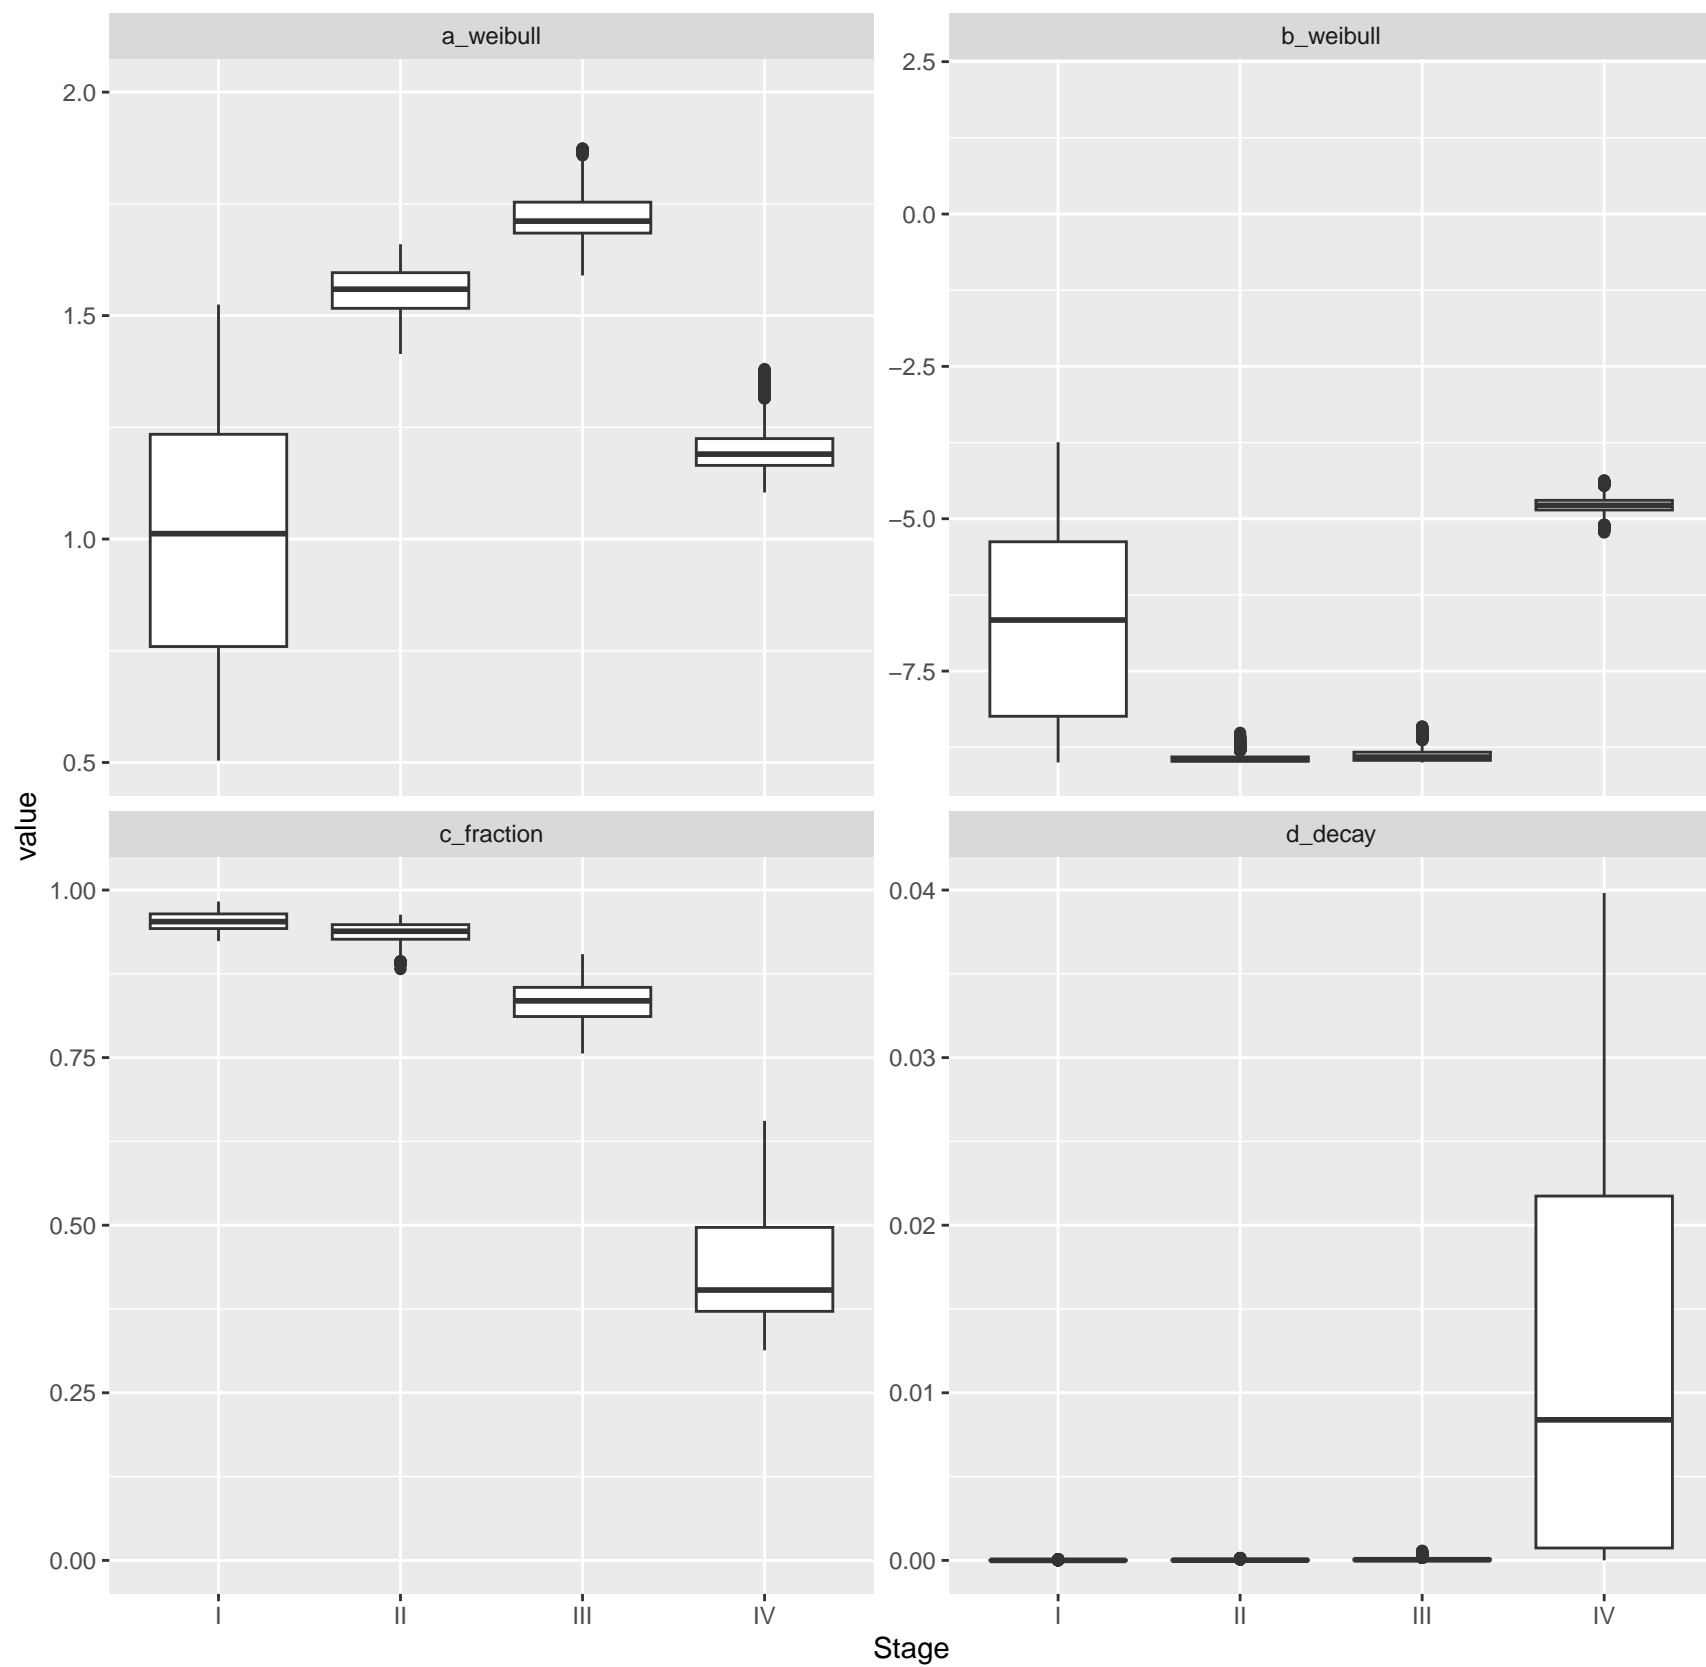 a_weibull
b_weibull
2.0
1.5
1.0
0.5
2.5
0.0
−2.5
−5.0
−7.5
value
c_fraction
d_decay
1.00
0.75
0.50
0.25
0.00
0.04
0.03
0.02
0.01
0.00
I II III IV
I II III IV
Stage